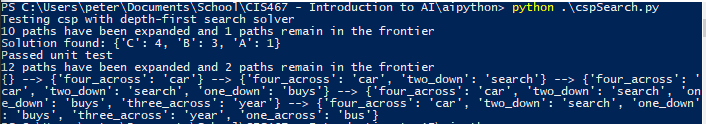 PS C:\Users\peter\Documents\School\CIS467 - Introduction to AI\aipython> python .\cspSearch.py
Testing csp with depth-first search solver
10 paths have been expanded and 1 paths remain in the frontier
Solution found: {'C': 4, 'B': 3, 'A': 1}
Passed unit test
12 paths have been expanded and 2 paths remain in the frontier
{} --> {'four_across': 'car'} --> {'four_across': 'car', 'two_down': 'search'} --> {'four_across': '
car', 'two_down': 'search', 'one_down': 'buys'} --> {'four_across': 'car', 'two_down': 'search', 'on
e_down': 'buys', 'three_across': 'year'} --> {'four_across': 'car', 'two_down': 'search', 'one_down'
: 'buys', 'three_across': 'year', 'one_across': 'bus'}